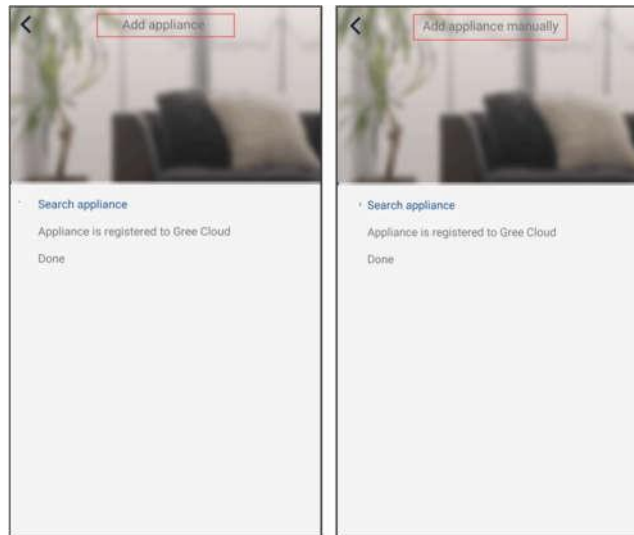 Add appliance
Search appliance
Appliance is registered to Gree Cloud
Done
Add appliance manually
Search appliance
Appliance is registered to Gree Cloud
Done